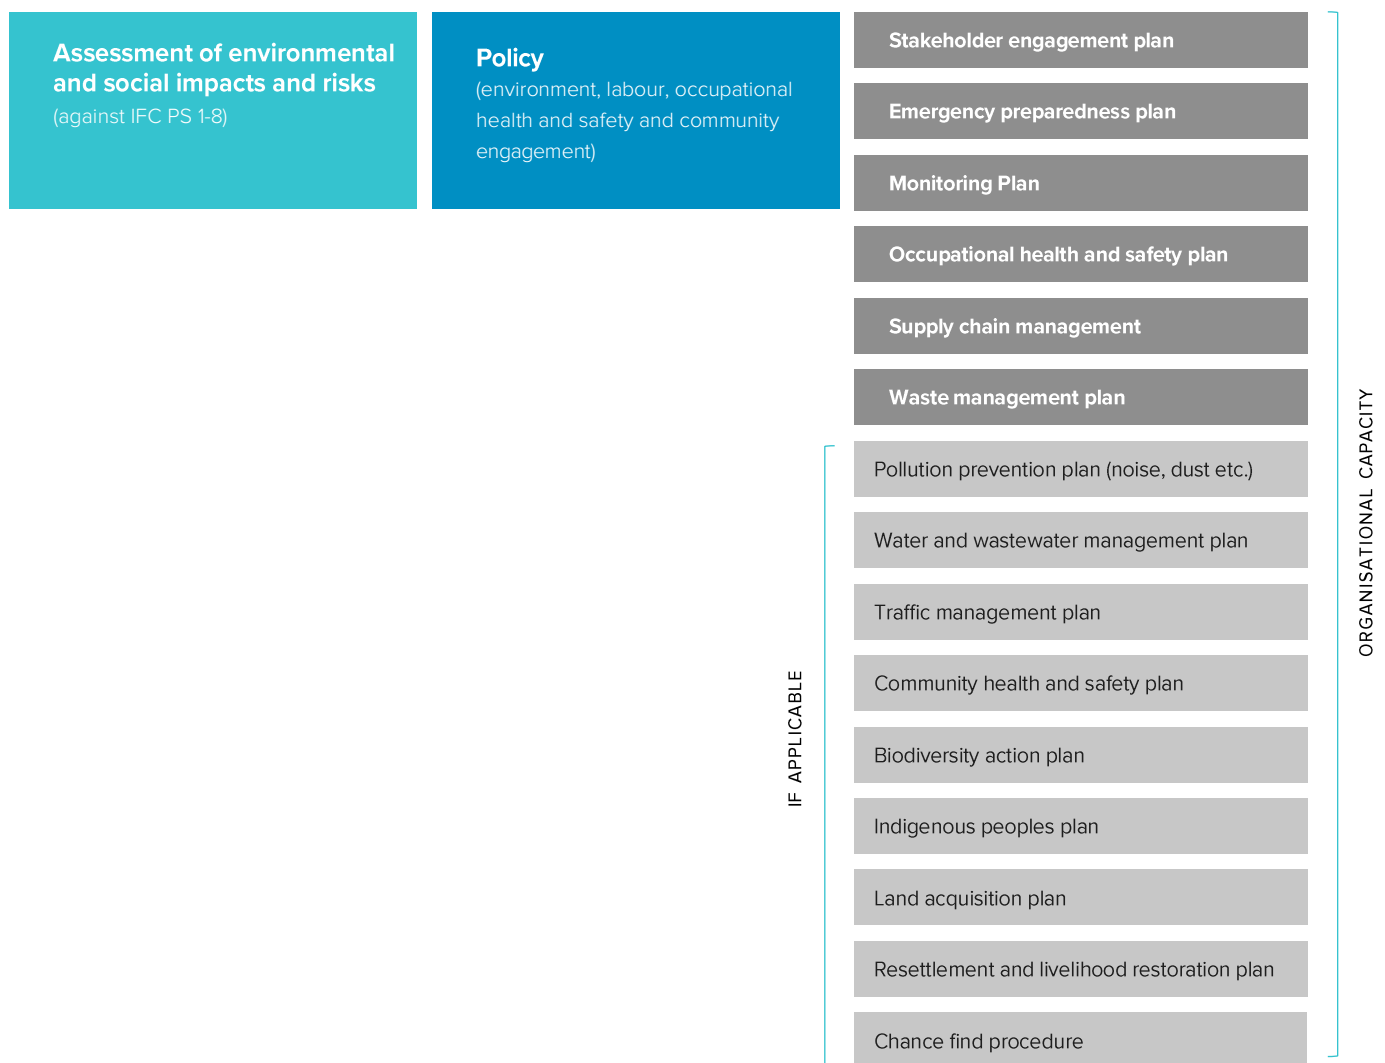 Assessment of environmental
and social impacts and risks
(against IFC PS 1-8)
Policy
(environment, labour, occupational
health and safety and community
engagement)
Stakeholder engagement plan
Emergency preparedness plan
Monitoring Plan
Occupational health and safety plan
Supply chain management
Waste management plan
Pollution prevention plan (noise, dust etc.)
Water and wastewater management plan
Traffic management plan
Community health and safety plan
Biodiversity action plan
Indigenous peoples plan
Land acquisition plan
Resettlement and livelihood restoration plan
Chance find procedure
IF APPLICABLE
ORGANISATIONAL CAPACITY